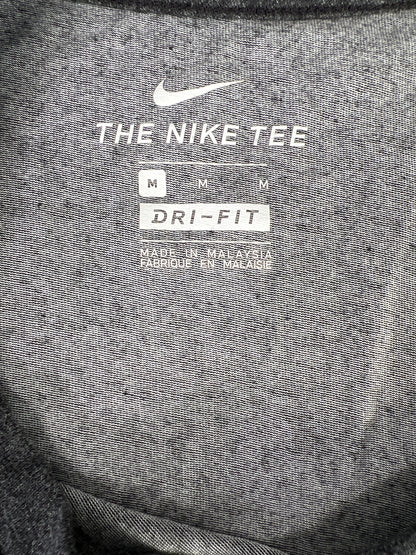 THE NIKE TEE
M M M
DRI-FIT
MADE IN MALAYSIA
FABRIQUE EN MALAISIE